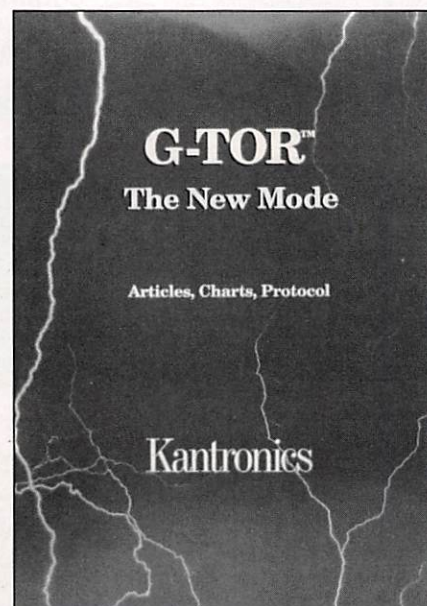 G-TOR™
The New Mode
Articles, Charts, Protocol
Kantronics